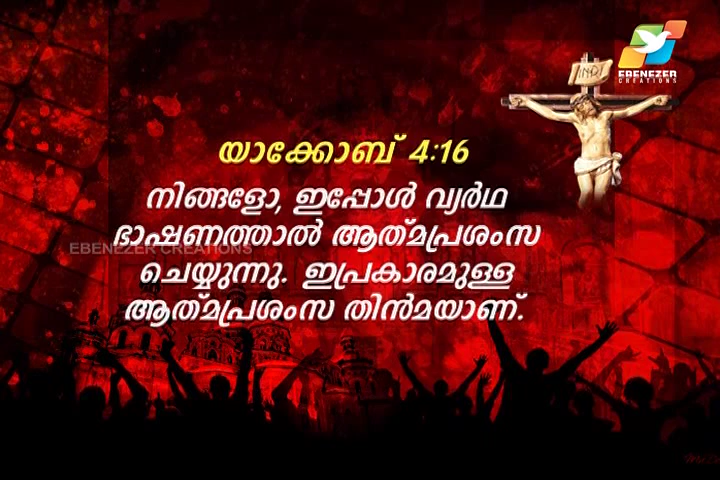 INRI
EBENEZER
CREATIONS
യാക്കോബ് 4:16
നിങ്ങളോ, ഇപ്പോൾ വ്യർഥ
ഭാഷണത്താൽ ആത്മപ്രശംസ
EBENEZER CREATIONS
ചെയ്യുന്നു. ഇപ്രകാരമുള്ള
ആത്മപ്രശംസ തിൻമയാണ്.